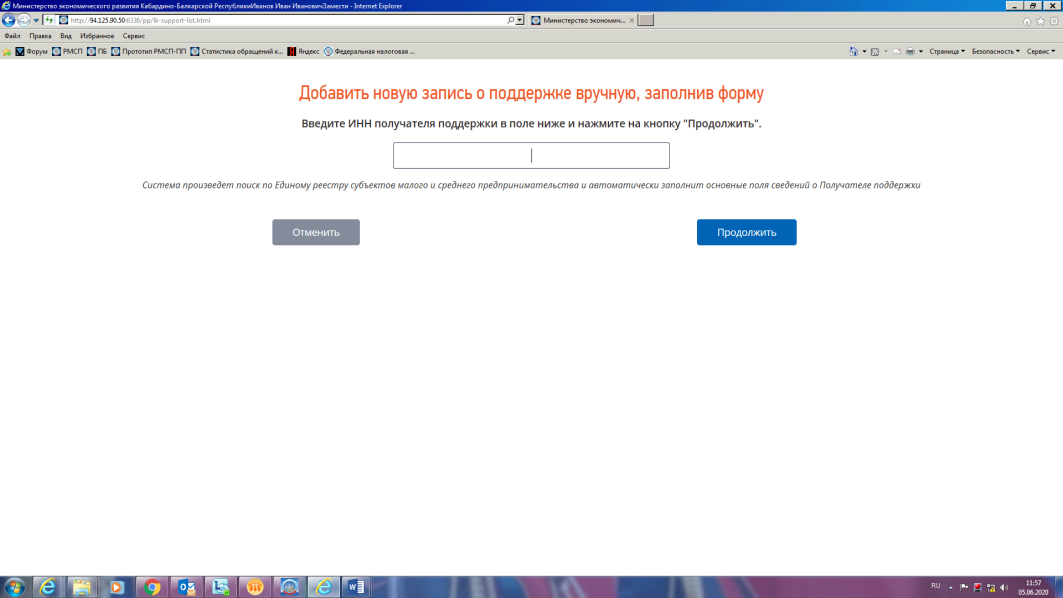 Министерство экономического развития Кабардино-Балкарской РеспубликиИванов Иван ИвановичЗамести - Internet Explorer
http://94.125.90.50:6336/pp/lk-support-list.html
Министерство экономич...
Файл Правка Вид Избранное Сервис
Форум РМСП ПБ Прототип РМСП-ПП Статистика обращений к... Яндекс Федеральная налоговая ...
Страница Безопасность Сервис
Добавить новую запись о поддержке вручную, заполнив форму
Введите ИНН получателя поддержки в поле ниже и нажмите на кнопку "Продолжить".
Система произведет поиск по Единому реестру субъектов малого и среднего предпринимательства и автоматически заполнит основные поля сведений о Получателе поддержки
Отменить Продолжить
RU 11:57
05.06.2020